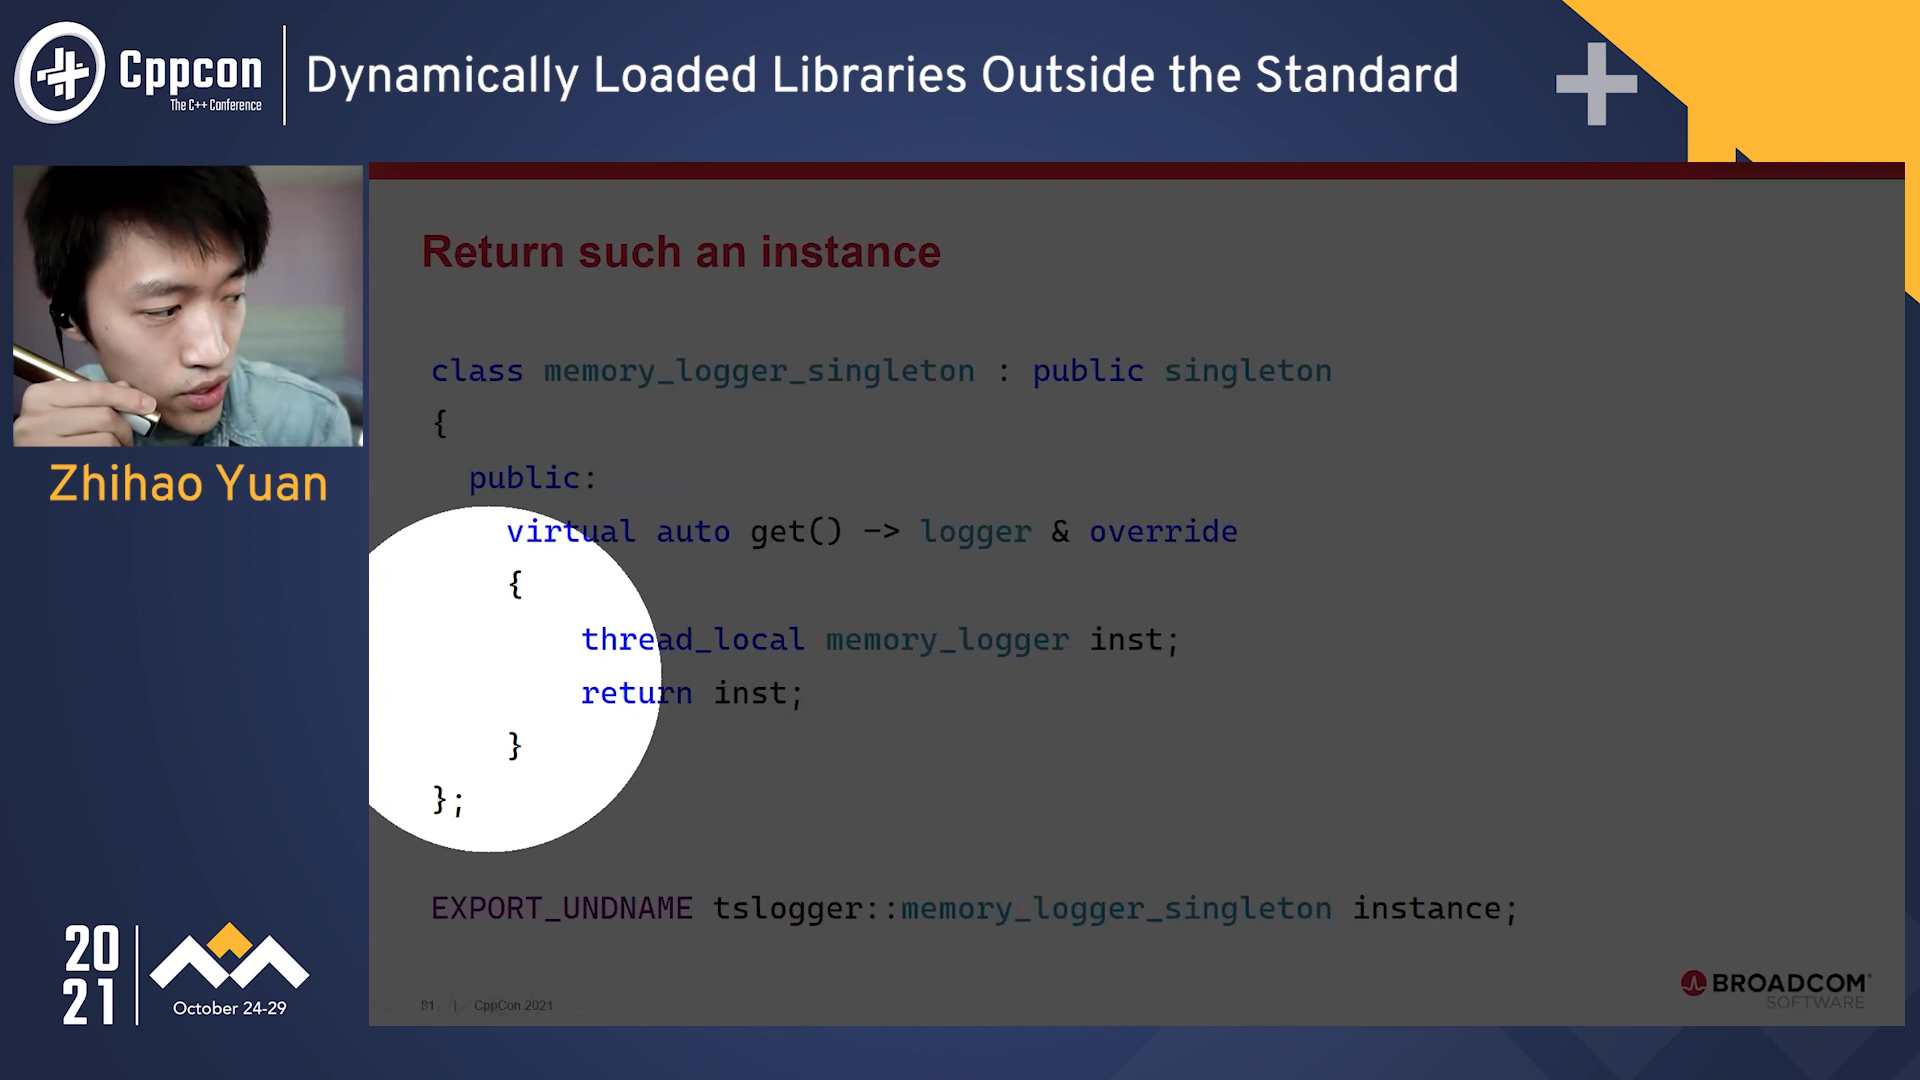 Cppcon
The C++ Conference
Dynamically Loaded Libraries Outside the Standard
Zhihao Yuan
Return such an instance
class memory_logger_singleton : public singleton
{
public:
virtual auto get() -> logger & override
{
thread_local memory_logger inst;
return inst;
}
};
EXPORT_UNDNAME tslogger::memory_logger_singleton instance;
81 | CppCon 2021
BROADCOM
SOFTWARE
20
21
October 24-29